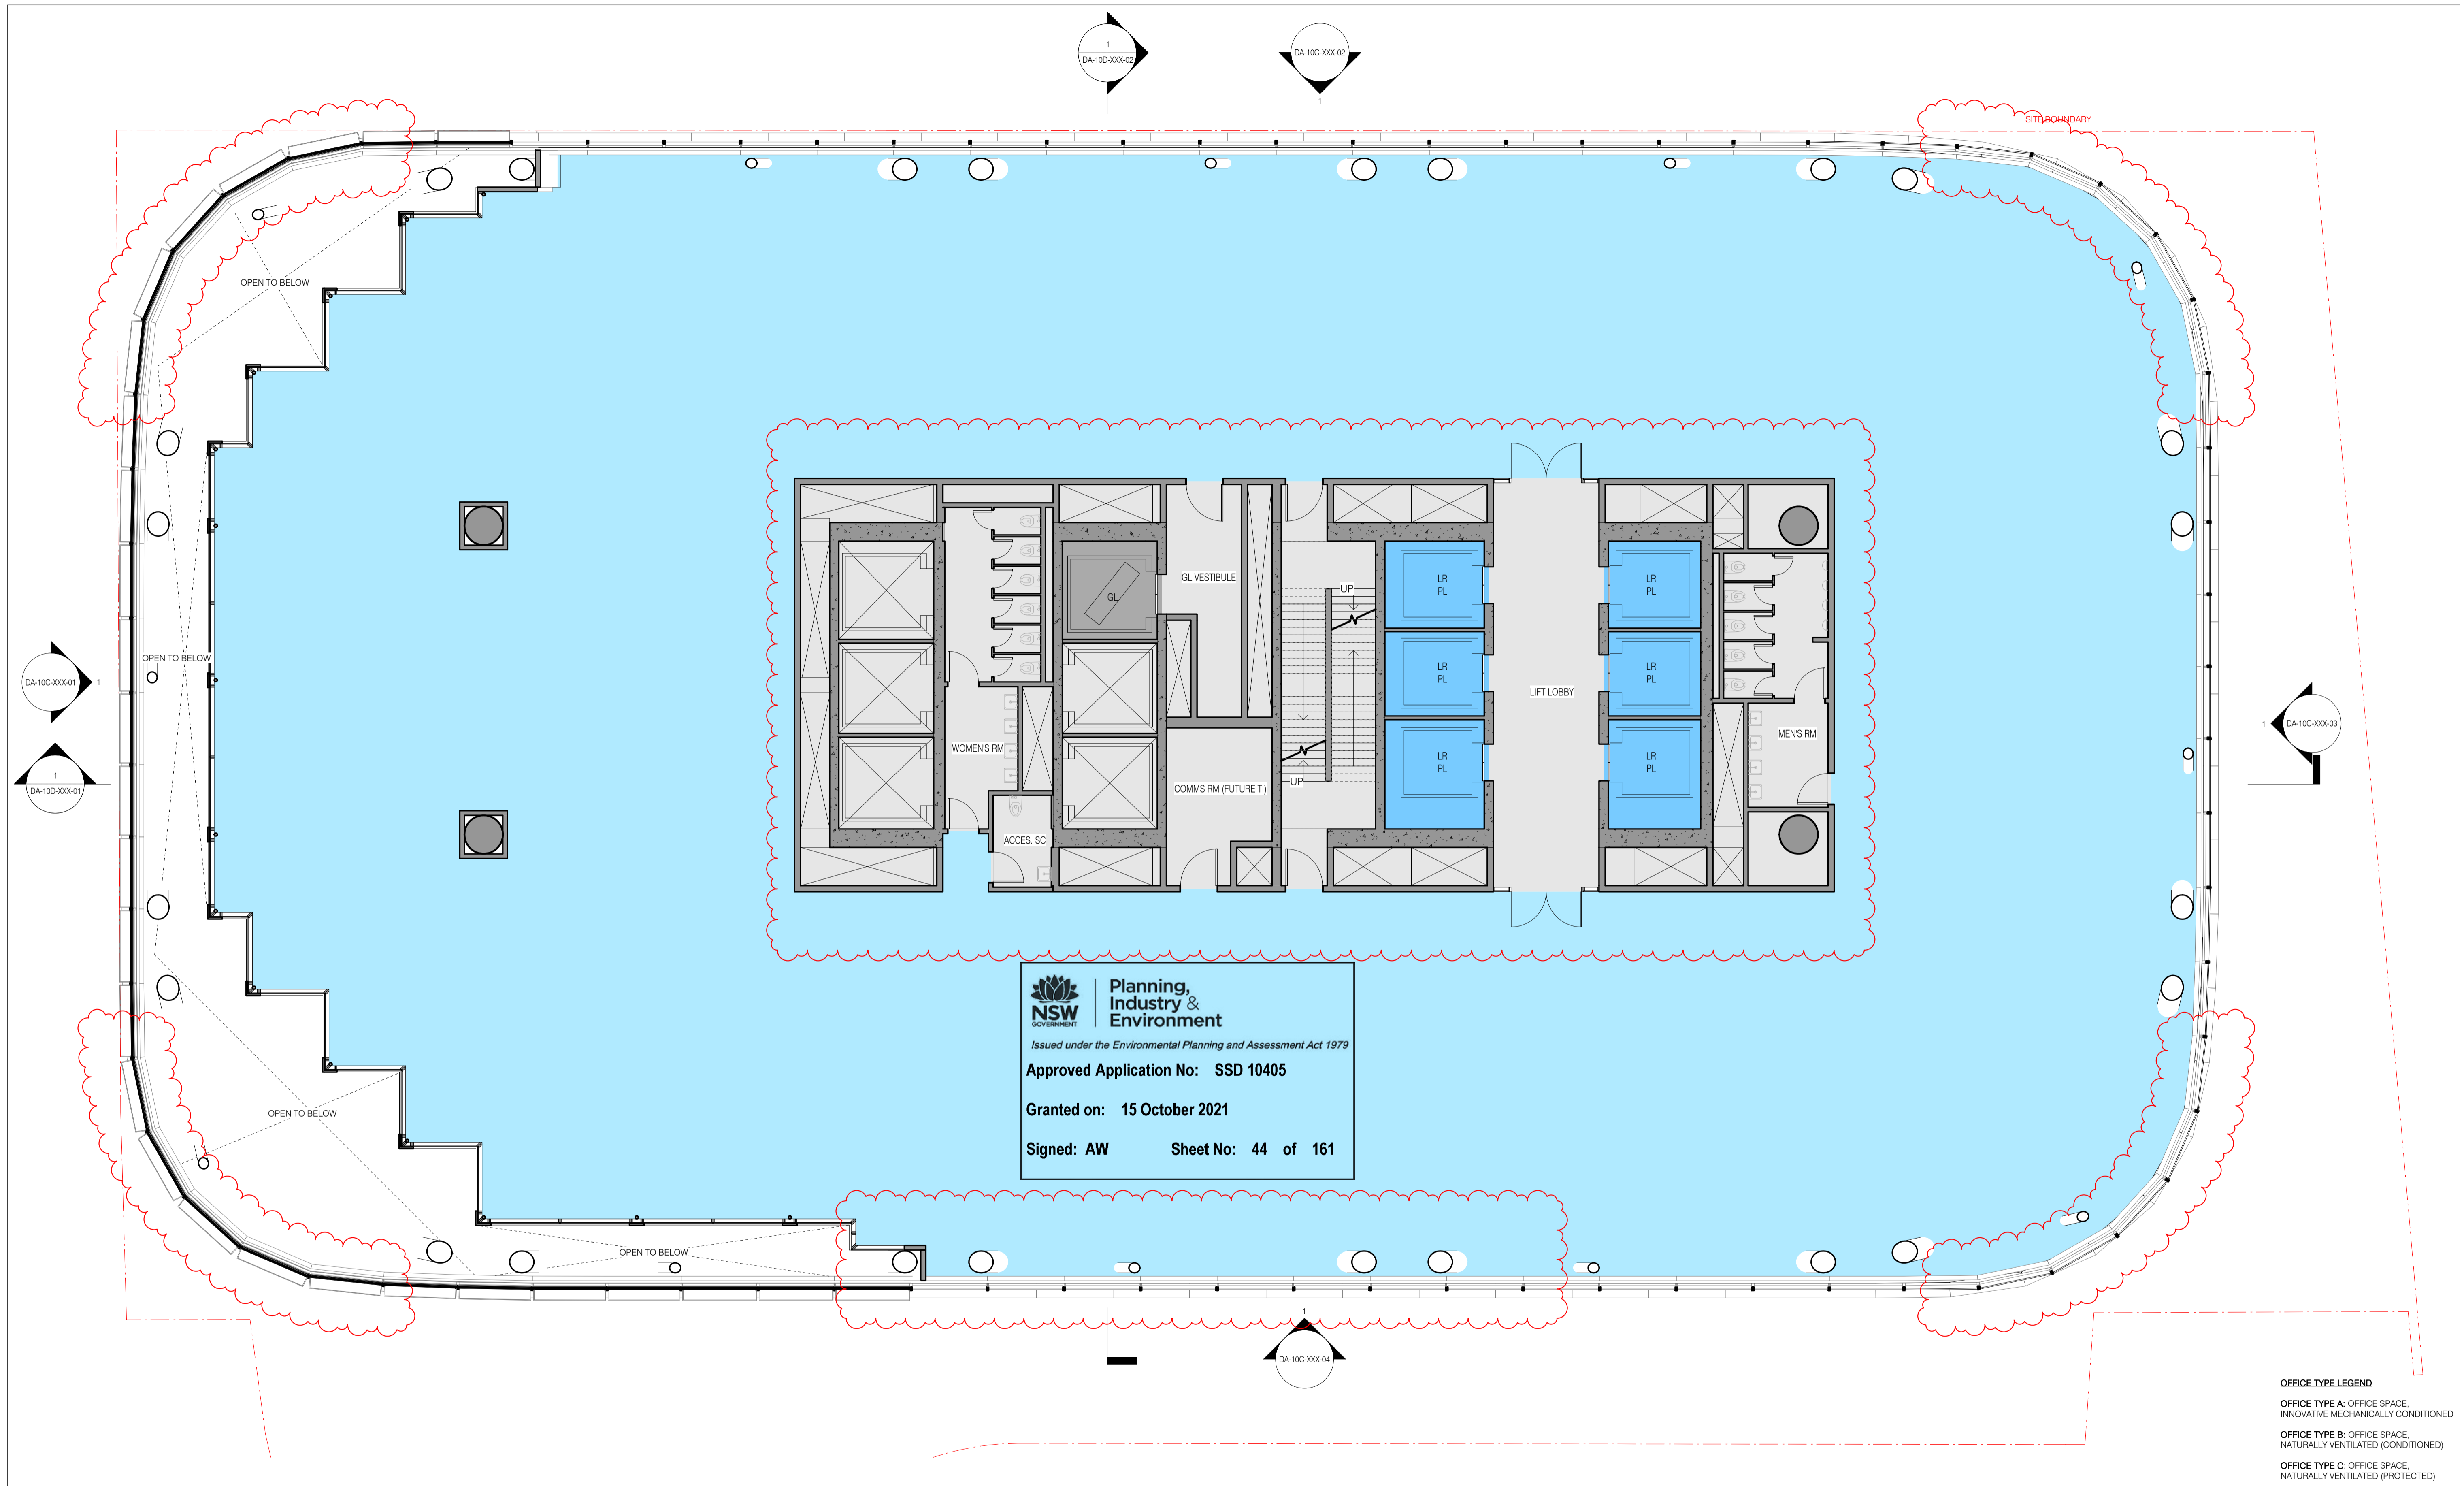 1
DA-10D-XXX-02
DA-10C-XXX-02
1
SITE BOUNDARY
OPEN TO BELOW
GL VESTIBULE
UP
LR
PL
LR
PL
GL
OPEN TO BELOW
LR
PL
LR
PL
DA-10C-XXX-01
1
LIFT LOBBY
1
DA-10C-XXX-03
MEN'S RM
WOMEN'S RM
LR
PL
LR
PL
1
DA-10D-XXX-01
UP
COMMS RM (FUTURE TI)
ACCES. SC
NSW
GOVERNMENT
Planning,
Industry &
Environment
Issued under the Environmental Planning and Assessment Act 1979
Approved Application No: SSD 10405
Granted on: 15 October 2021
Signed: AW Sheet No: 44 of 161
OPEN TO BELOW
OPEN TO BELOW
1
DA-10C-XXX-04
OFFICE TYPE LEGEND
OFFICE TYPE A: OFFICE SPACE,
INNOVATIVE MECHANICALLY CONDITIONED
OFFICE TYPE B: OFFICE SPACE,
NATURALLY VENTILATED (CONDITIONED)
OFFICE TYPE C: OFFICE SPACE,
NATURALLY VENTILATED (PROTECTED)